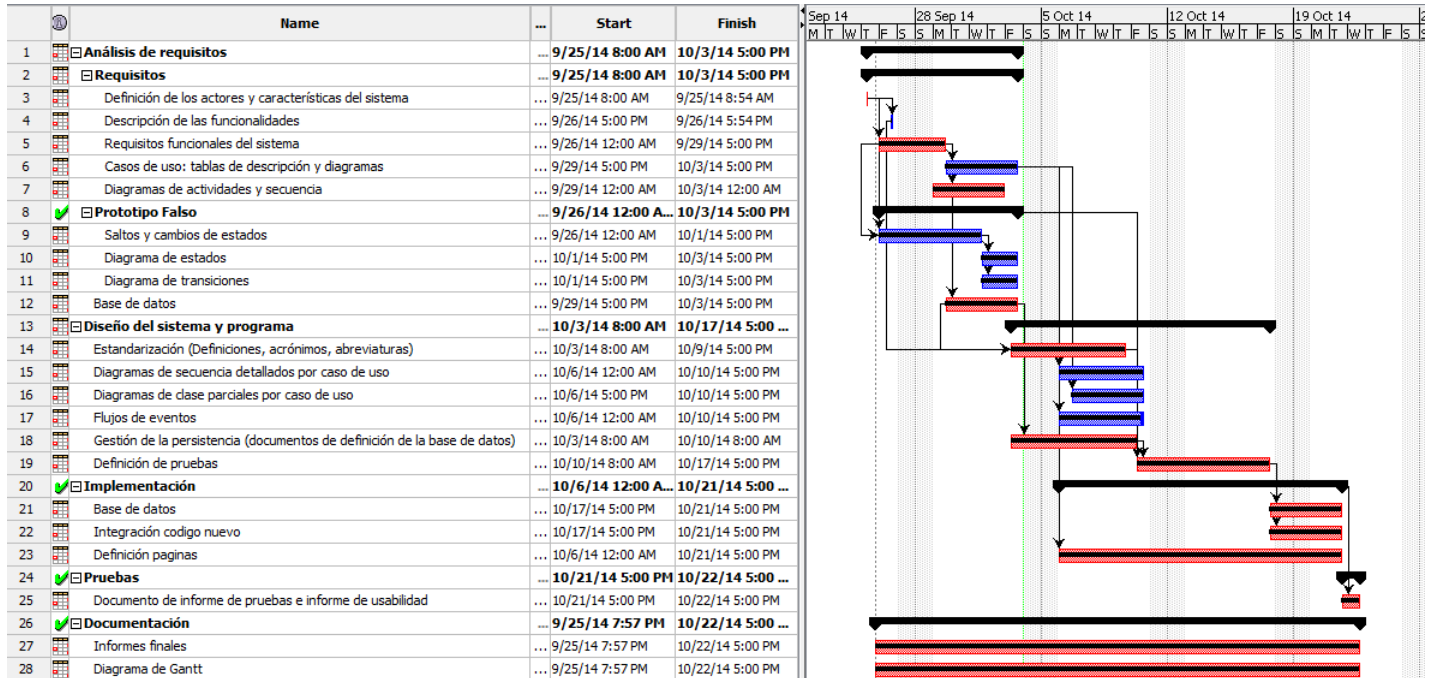 Name ... Start Finish
Sep 14 28 Sep 14 5 Oct 14 12 Oct 14 19 Oct 14 2
M T W T F S S M T W T F S S M T W T F S S M T W T F S S M T W T F S S
1 Análisis de requisitos ... 9/25/14 8:00 AM 10/3/14 5:00 PM
2 Requisitos ... 9/25/14 8:00 AM 10/3/14 5:00 PM
3 Definición de los actores y características del sistema ... 9/25/14 8:00 AM 9/25/14 8:54 AM
4 Descripción de las funcionalidades ... 9/26/14 5:00 PM 9/26/14 5:54 PM
5 Requisitos funcionales del sistema ... 9/26/14 12:00 AM 9/29/14 5:00 PM
6 Casos de uso: tablas de descripción y diagramas ... 9/29/14 5:00 PM 10/3/14 5:00 PM
7 Diagramas de actividades y secuencia ... 9/29/14 12:00 AM 10/3/14 12:00 AM
8 Prototipo Falso ... 9/26/14 12:00 A... 10/3/14 5:00 PM
9 Saltos y cambios de estados ... 9/26/14 12:00 AM 10/1/14 5:00 PM
10 Diagrama de estados ... 10/1/14 5:00 PM 10/3/14 5:00 PM
11 Diagrama de transiciones ... 10/1/14 5:00 PM 10/3/14 5:00 PM
12 Base de datos ... 9/29/14 5:00 PM 10/3/14 5:00 PM
13 Diseño del sistema y programa ... 10/3/14 8:00 AM 10/17/14 5:00 ...
14 Estandarización (Definiciones, acrónimos, abreviaturas) ... 10/3/14 8:00 AM 10/9/14 5:00 PM
15 Diagramas de secuencia detallados por caso de uso ... 10/6/14 12:00 AM 10/10/14 5:00 PM
16 Diagramas de clase parciales por caso de uso ... 10/6/14 5:00 PM 10/10/14 5:00 PM
17 Flujos de eventos ... 10/6/14 12:00 AM 10/10/14 5:00 PM
18 Gestión de la persistencia (documentos de definición de la base de datos) ... 10/3/14 8:00 AM 10/10/14 8:00 AM
19 Definición de pruebas ... 10/10/14 8:00 AM 10/17/14 5:00 PM
20 Implementación ... 10/6/14 12:00 A... 10/21/14 5:00 ...
21 Base de datos ... 10/17/14 5:00 PM 10/21/14 5:00 PM
22 Integración codigo nuevo ... 10/17/14 5:00 PM 10/21/14 5:00 PM
23 Definición paginas ... 10/6/14 12:00 AM 10/21/14 5:00 PM
24 Pruebas ... 10/21/14 5:00 PM 10/22/14 5:00 ...
25 Documento de informe de pruebas e informe de usabilidad ... 10/21/14 5:00 PM 10/22/14 5:00 PM
26 Documentación ... 9/25/14 7:57 PM 10/22/14 5:00 ...
27 Informes finales ... 9/25/14 7:57 PM 10/22/14 5:00 PM
28 Diagrama de Gantt ... 9/25/14 7:57 PM 10/22/14 5:00 PM